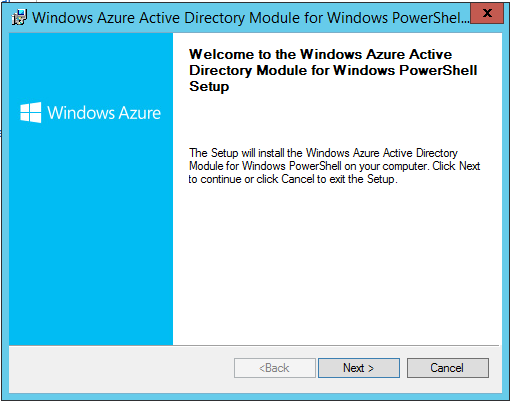 Windows Azure Active Directory Module for Windows PowerShell...
x
Welcome to the Windows Azure Active
Directory Module for Windows PowerShell
Setup
Windows Azure
The Setup will install the Windows Azure Active Directory
Module for Windows PowerShell on your computer. Click Next
to continue or click Cancel to exit the Setup.
<Back
Next >
Cancel